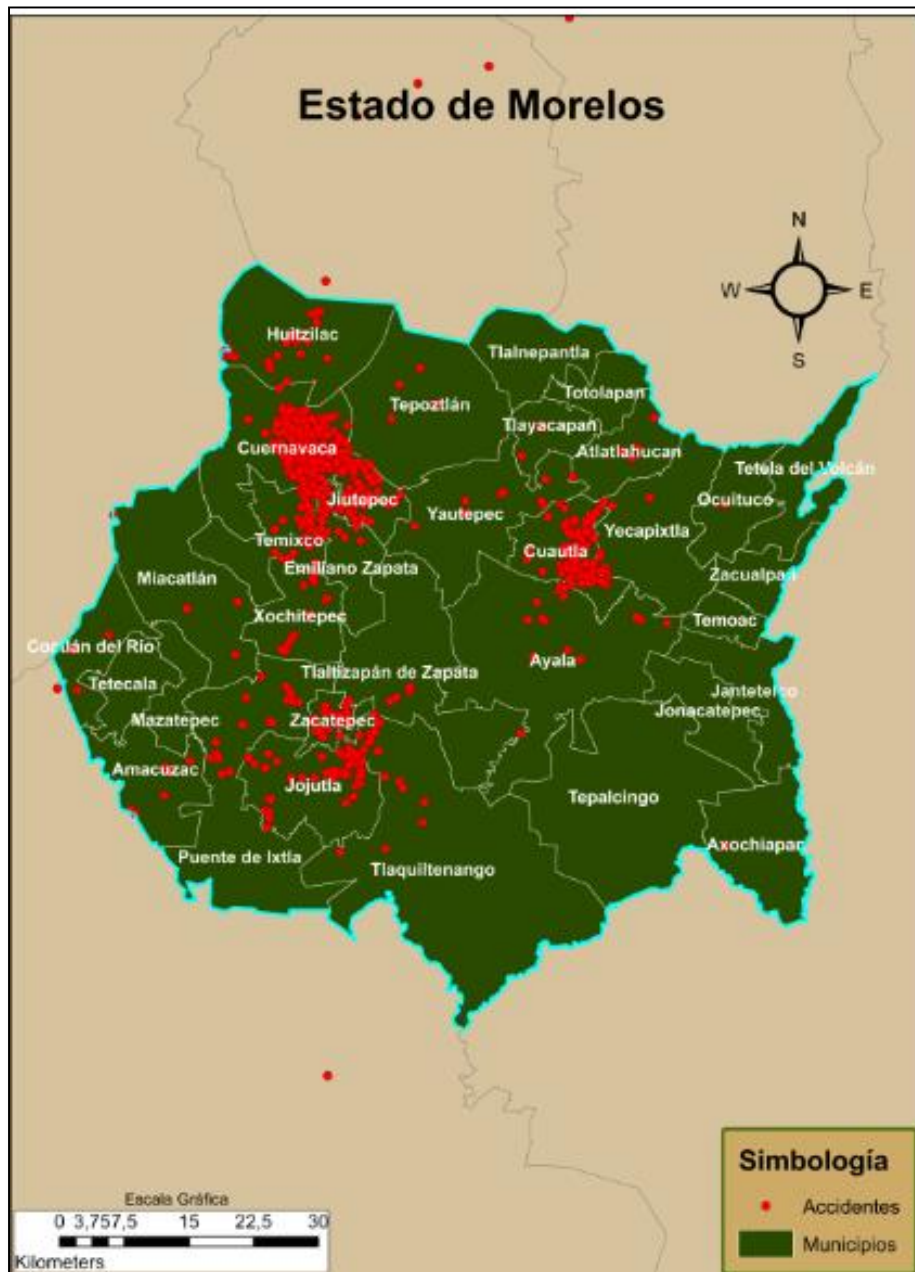 Estado de Morelos
N
W
E
S
Huitzilac
Tlalnepantla
Totolapan
Tepoztlán
Tlayacapan
Cuernavaca
Atlatlahucan
Tetela del Volcán
Jiutepec
Ocuituco
Yautepec
Yecapixtla
Temixco
Cuautla
Emiliano Zapata
Zacualpan
Miacatlán
Xochitepec
Temoac
Coatlán del Río
Ayala
Tlaltizapán de Zapata
Tetecala
Jantetelco
Jonacatepec
Mazatepec
Zacatepec
Amacuzac
Jojutla
Tepalcingo
Axochiapan
Puente de Ixtla
Tlaquiltenango
Simbología
Accidentes
Municipios
Escala Gráfica
0 3,757,5 15 22,5 30
Kilometers